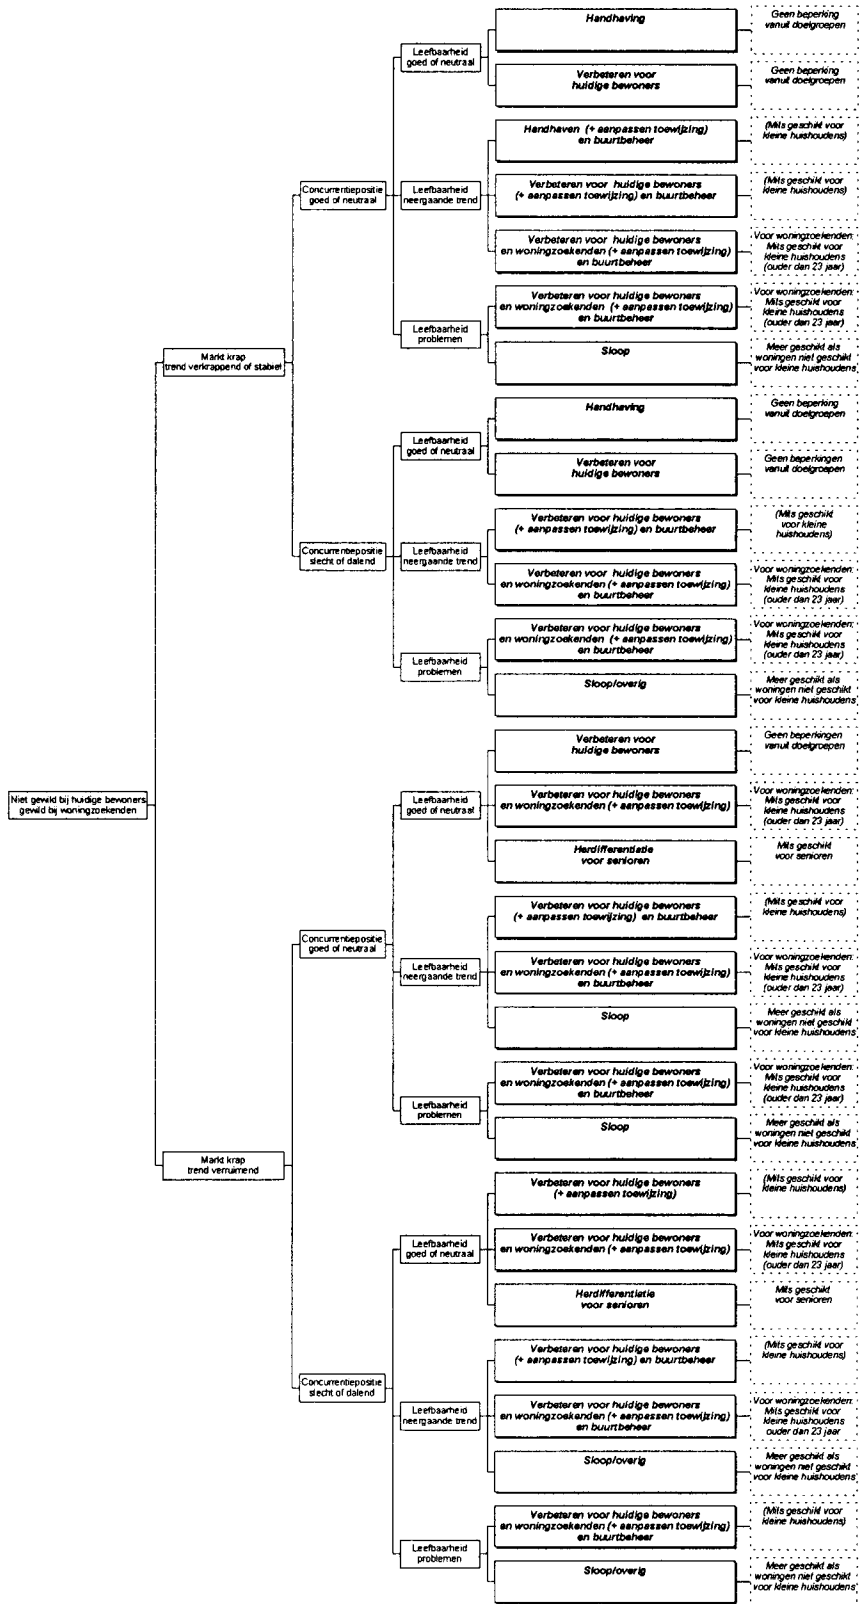 Niet gewild bij huidige bewoners
gewild bij woningzoekenden
Markt krap
trend verkrappend of stabiel
Concurrentiepositie
goed of neutraal
Leefbaarheid
goed of neutraal
Handhaving
Geen beperking
vanuit doelgroepen
Verbeteren voor
huidige bewoners
Geen beperking
vanuit doelgroepen
Leefbaarheid
neergaande trend
Handhaven (+ aanpassen toewijzing)
en buurtbeheer
(Mits geschikt voor
kleine huishoudens)
Verbeteren voor huidige bewoners
(+ aanpassen toewijzing) en buurtbeheer
(Mits geschikt voor
kleine huishoudens)
Verbeteren voor huidige bewoners
en woningzoekenden (+ aanpassen toewijzing)
en buurtbeheer
Voor woningzoekenden:
Mits geschikt voor
kleine huishoudens
(ouder dan 23 jaar)
Leefbaarheid
problemen
Verbeteren voor huidige bewoners
en woningzoekenden (+ aanpassen toewijzing)
en buurtbeheer
Voor woningzoekenden:
Mits geschikt voor
kleine huishoudens
(ouder dan 23 jaar)
Sloop
Meer geschikt als
woningen niet geschikt
voor kleine huishoudens
Concurrentiepositie
slecht of dalend
Leefbaarheid
goed of neutraal
Handhaving
Geen beperking
vanuit doelgroepen
Verbeteren voor
huidige bewoners
Geen beperkingen
vanuit doelgroepen
Leefbaarheid
neergaande trend
Verbeteren voor huidige bewoners
(+ aanpassen toewijzing) en buurtbeheer
(Mits geschikt
voor kleine
huishoudens)
Verbeteren voor huidige bewoners
en woningzoekenden (+ aanpassen toewijzing)
en buurtbeheer
Voor woningzoekenden:
Mits geschikt voor
kleine huishoudens
(ouder dan 23 jaar)
Leefbaarheid
problemen
Verbeteren voor huidige bewoners
en woningzoekenden (+ aanpassen toewijzing)
en buurtbeheer
Voor woningzoekenden:
Mits geschikt voor
kleine huishoudens
(ouder dan 23 jaar)
Sloop/overig
Meer geschikt als
woningen niet geschikt
voor kleine huishoudens
Markt krap
trend verruimend
Concurrentiepositie
goed of neutraal
Leefbaarheid
goed of neutraal
Verbeteren voor
huidige bewoners
Geen beperkingen
vanuit doelgroepen
Verbeteren voor huidige bewoners
en woningzoekenden (+ aanpassen toewijzing)
Voor woningzoekenden:
Mits geschikt voor
kleine huishoudens
(ouder dan 23 jaar)
Herdifferentiatie
voor senioren
Mits geschikt
voor senioren
Leefbaarheid
neergaande trend
Verbeteren voor huidige bewoners
(+ aanpassen toewijzing) en buurtbeheer
(Mits geschikt voor
kleine huishoudens)
Verbeteren voor huidige bewoners
en woningzoekenden (+ aanpassen toewijzing)
en buurtbeheer
Voor woningzoekenden:
Mits geschikt voor
kleine huishoudens
(ouder dan 23 jaar)
Sloop
Meer geschikt als
woningen niet geschikt
voor kleine huishoudens
Leefbaarheid
problemen
Verbeteren voor huidige bewoners
en woningzoekenden (+ aanpassen toewijzing)
en buurtbeheer
Voor woningzoekenden:
Mits geschikt voor
kleine huishoudens
(ouder dan 23 jaar)
Sloop
Meer geschikt als
woningen niet geschikt
voor kleine huishoudens
Concurrentiepositie
slecht of dalend
Leefbaarheid
goed of neutraal
Verbeteren voor huidige bewoners
(+ aanpassen toewijzing)
(Mits geschikt voor
kleine huishoudens)
Verbeteren voor huidige bewoners
en woningzoekenden (+ aanpassen toewijzing)
Voor woningzoekenden:
Mits geschikt voor
kleine huishoudens
(ouder dan 23 jaar)
Herdifferentiatie
voor senioren
Mits geschikt
voor senioren
Leefbaarheid
neergaande trend
Verbeteren voor huidige bewoners
(+ aanpassen toewijzing) en buurtbeheer
(Mits geschikt voor
kleine huishoudens)
Verbeteren voor huidige bewoners
en woningzoekenden (+ aanpassen toewijzing)
en buurtbeheer
Voor woningzoekenden:
Mits geschikt voor
kleine huishoudens
ouder dan 23 jaar
Sloop/overig
Meer geschikt als
woningen niet geschikt
voor kleine huishoudens
Leefbaarheid
problemen
Verbeteren voor huidige bewoners
en woningzoekenden (+ aanpassen toewijzing)
en buurtbeheer
(Mits geschikt voor
kleine huishoudens)
Sloop/overig
Meer geschikt als
woningen niet geschikt
voor kleine huishoudens